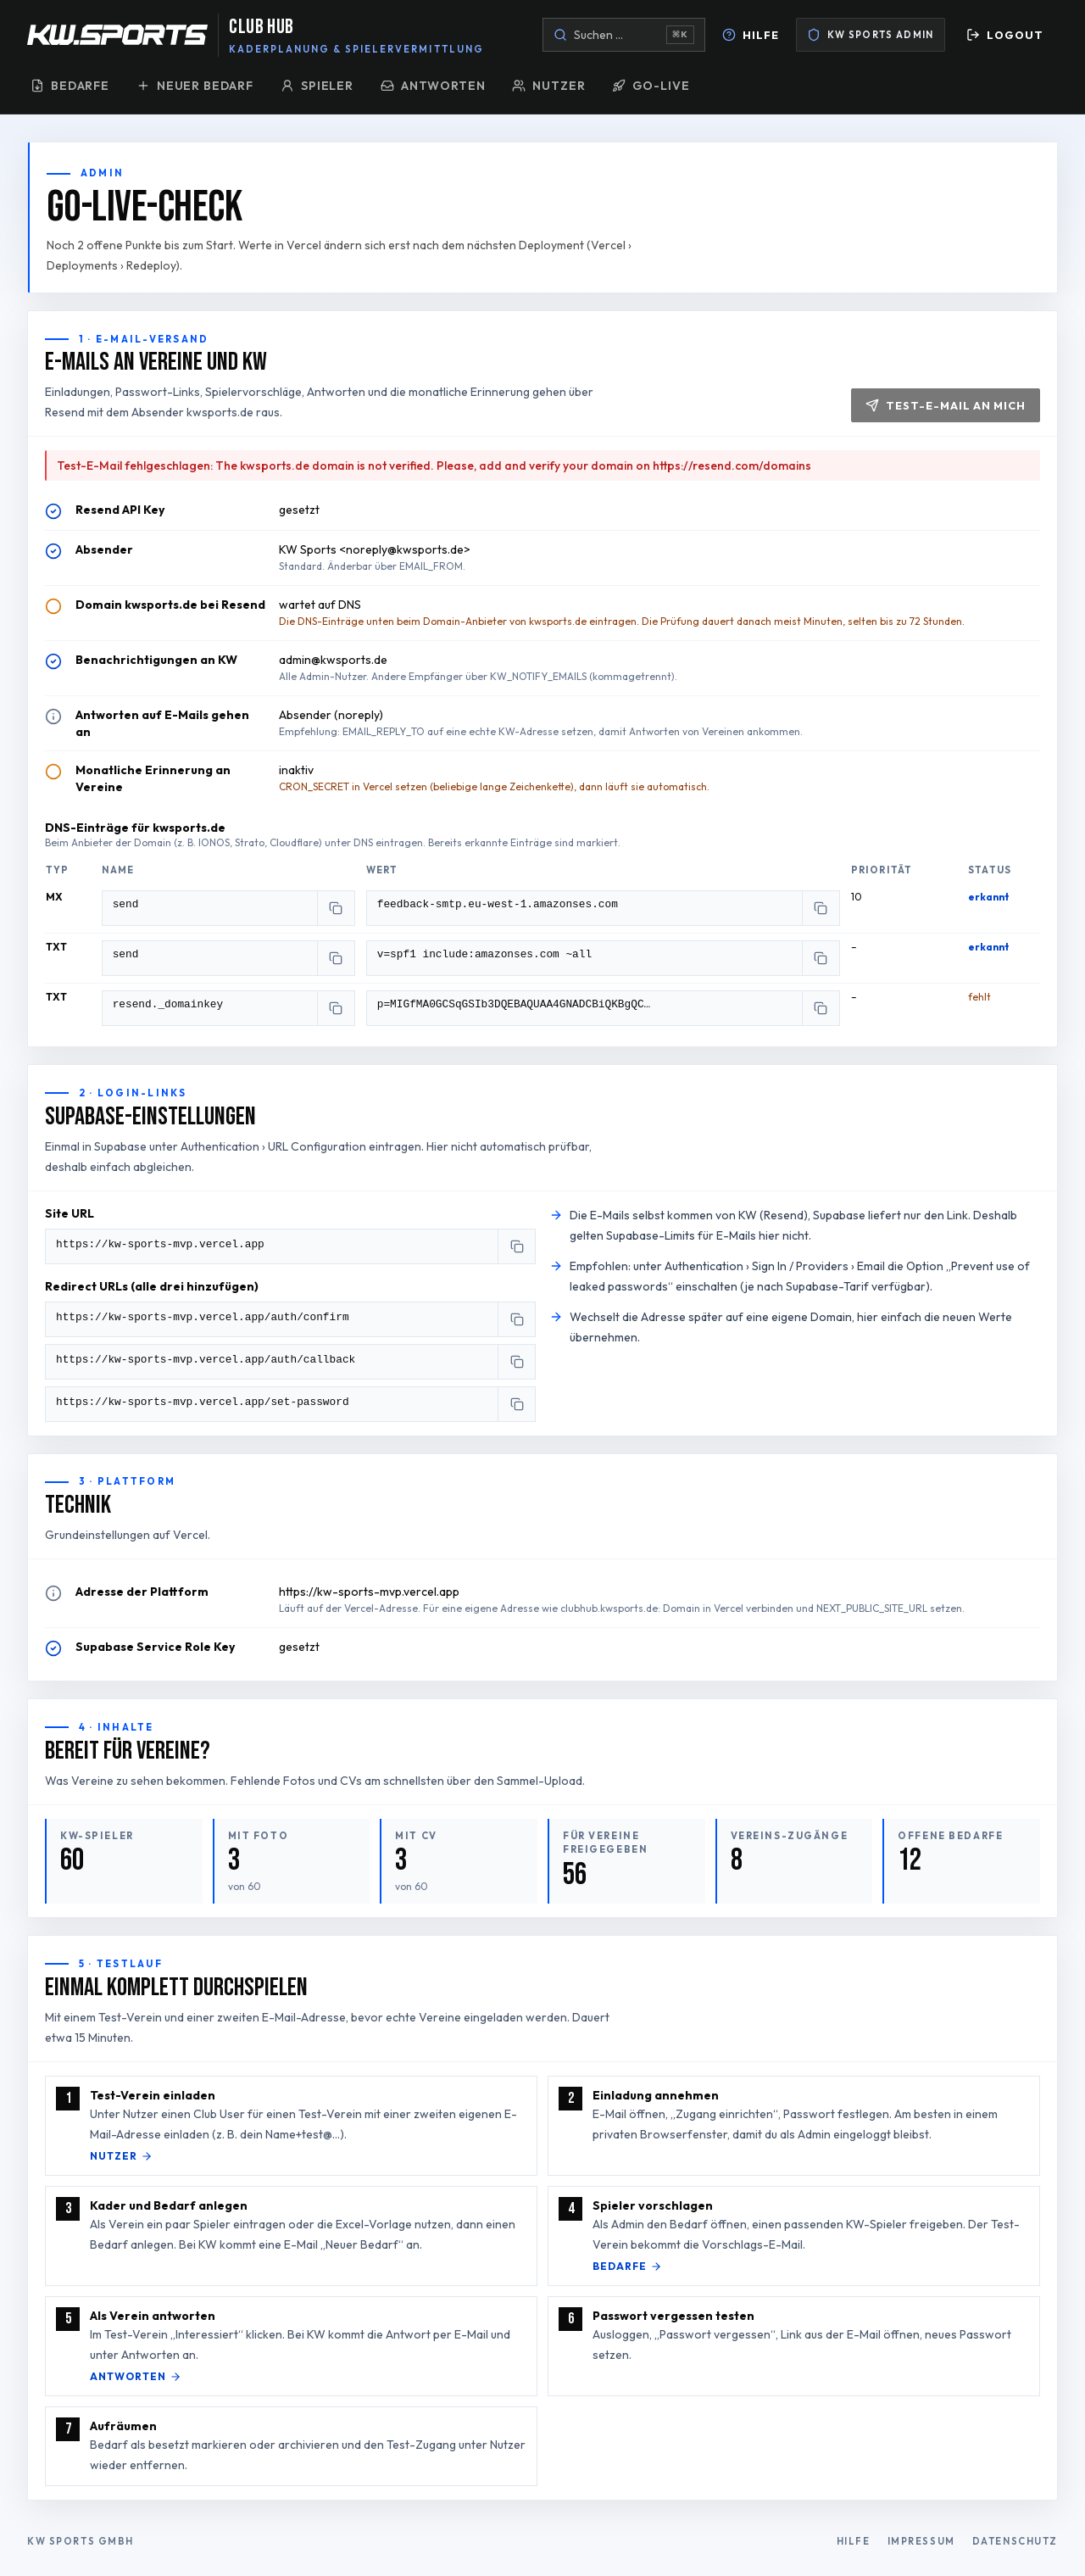 KW.SPORTS
CLUB HUB
KADERPLANUNG & SPIELERVERMITTLUNG
Suchen ...
⌘K
HILFE
KW SPORTS ADMIN
LOGOUT
BEDARFE
NEUER BEDARF
SPIELER
ANTWORTEN
NUTZER
GO-LIVE
ADMIN
GO-LIVE-CHECK
Noch 2 offene Punkte bis zum Start. Werte in Vercel ändern sich erst nach dem nächsten Deployment (Vercel ›
Deployments › Redeploy).
1 · E-MAIL-VERSAND
E-MAILS AN VEREINE UND KW
Einladungen, Passwort-Links, Spielervorschläge, Antworten und die monatliche Erinnerung gehen über
Resend mit dem Absender kwsports.de raus.
TEST-E-MAIL AN MICH
Test-E-Mail fehlgeschlagen: The kwsports.de domain is not verified. Please, add and verify your domain on https://resend.com/domains
Resend API Key
gesetzt
Absender
KW Sports <noreply@kwsports.de>
Standard. Änderbar über EMAIL_FROM.
Domain kwsports.de bei Resend
wartet auf DNS
Die DNS-Einträge unten beim Domain-Anbieter von kwsports.de eintragen. Die Prüfung dauert danach meist Minuten, selten bis zu 72 Stunden.
Benachrichtigungen an KW
admin@kwsports.de
Alle Admin-Nutzer. Andere Empfänger über KW_NOTIFY_EMAILS (kommagetrennt).
Antworten auf E-Mails gehen
an
Absender (noreply)
Empfehlung: EMAIL_REPLY_TO auf eine echte KW-Adresse setzen, damit Antworten von Vereinen ankommen.
Monatliche Erinnerung an
Vereine
inaktiv
CRON_SECRET in Vercel setzen (beliebige lange Zeichenkette), dann läuft sie automatisch.
DNS-Einträge für kwsports.de
Beim Anbieter der Domain (z. B. IONOS, Strato, Cloudflare) unter DNS eintragen. Bereits erkannte Einträge sind markiert.
TYP NAME WERT PRIORITÄT STATUS
MX send feedback-smtp.eu-west-1.amazonses.com 10 erkannt
TXT send v=spf1 include:amazonses.com ~all – erkannt
TXT resend._domainkey p=MIGfMA0GCSqGSIb3DQEBAQUAA4GNADCBiQKBgQC… – fehlt
2 · LOGIN-LINKS
SUPABASE-EINSTELLUNGEN
Einmal in Supabase unter Authentication › URL Configuration eintragen. Hier nicht automatisch prüfbar,
deshalb einfach abgleichen.
Site URL
https://kw-sports-mvp.vercel.app
Redirect URLs (alle drei hinzufügen)
https://kw-sports-mvp.vercel.app/auth/confirm
https://kw-sports-mvp.vercel.app/auth/callback
https://kw-sports-mvp.vercel.app/set-password
Die E-Mails selbst kommen von KW (Resend), Supabase liefert nur den Link. Deshalb
gelten Supabase-Limits für E-Mails hier nicht.
Empfohlen: unter Authentication › Sign In / Providers › Email die Option „Prevent use of
leaked passwords“ einschalten (je nach Supabase-Tarif verfügbar).
Wechselt die Adresse später auf eine eigene Domain, hier einfach die neuen Werte
übernehmen.
3 · PLATTFORM
TECHNIK
Grundeinstellungen auf Vercel.
Adresse der Plattform
https://kw-sports-mvp.vercel.app
Läuft auf der Vercel-Adresse. Für eine eigene Adresse wie clubhub.kwsports.de: Domain in Vercel verbinden und NEXT_PUBLIC_SITE_URL setzen.
Supabase Service Role Key
gesetzt
4 · INHALTE
BEREIT FÜR VEREINE?
Was Vereine zu sehen bekommen. Fehlende Fotos und CVs am schnellsten über den Sammel-Upload.
KW-SPIELER
60
MIT FOTO
3
von 60
MIT CV
3
von 60
FÜR VEREINE
FREIGEGEBEN
56
VEREINS-ZUGÄNGE
8
OFFENE BEDARFE
12
5 · TESTLAUF
EINMAL KOMPLETT DURCHSPIELEN
Mit einem Test-Verein und einer zweiten E-Mail-Adresse, bevor echte Vereine eingeladen werden. Dauert
etwa 15 Minuten.
1 Test-Verein einladen
Unter Nutzer einen Club User für einen Test-Verein mit einer zweiten eigenen E-
Mail-Adresse einladen (z. B. dein Name+test@…).
NUTZER
2 Einladung annehmen
E-Mail öffnen, „Zugang einrichten“, Passwort festlegen. Am besten in einem
privaten Browserfenster, damit du als Admin eingeloggt bleibst.
3 Kader und Bedarf anlegen
Als Verein ein paar Spieler eintragen oder die Excel-Vorlage nutzen, dann einen
Bedarf anlegen. Bei KW kommt eine E-Mail „Neuer Bedarf“ an.
4 Spieler vorschlagen
Als Admin den Bedarf öffnen, einen passenden KW-Spieler freigeben. Der Test-
Verein bekommt die Vorschlags-E-Mail.
BEDARFE
5 Als Verein antworten
Im Test-Verein „Interessiert“ klicken. Bei KW kommt die Antwort per E-Mail und
unter Antworten an.
ANTWORTEN
6 Passwort vergessen testen
Ausloggen, „Passwort vergessen“, Link aus der E-Mail öffnen, neues Passwort
setzen.
7 Aufräumen
Bedarf als besetzt markieren oder archivieren und den Test-Zugang unter Nutzer
wieder entfernen.
KW SPORTS GMBH
HILFE
IMPRESSUM
DATENSCHUTZ